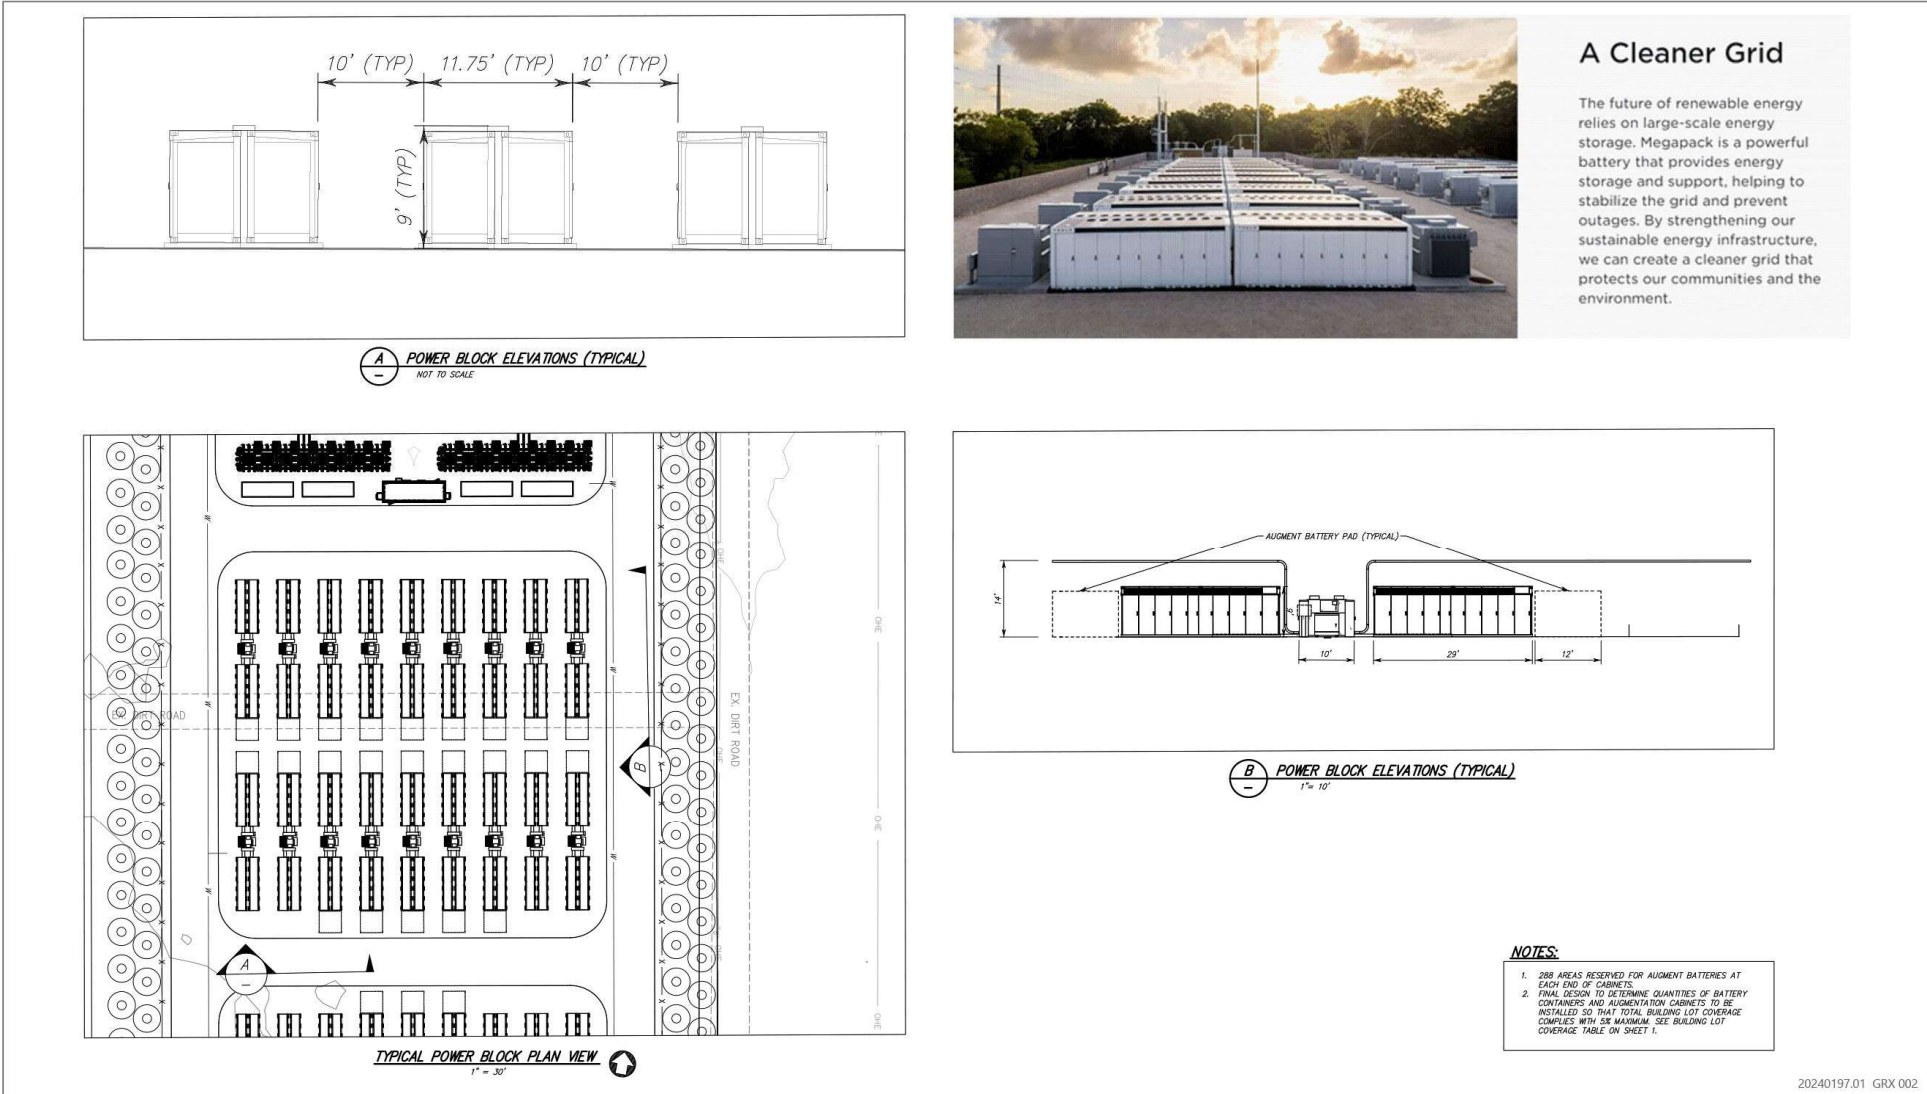 10' (TYP)
11.75' (TYP)
10' (TYP)
9' (TYP)
A
POWER BLOCK ELEVATIONS (TYPICAL)
NOT TO SCALE
A Cleaner Grid
The future of renewable energy
relies on large-scale energy
storage. Megapack is a powerful
battery that provides energy
storage and support, helping to
stabilize the grid and prevent
outages. By strengthening our
sustainable energy infrastructure,
we can create a cleaner grid that
protects our communities and the
environment.
EX. DIRT ROAD
EX. DIRT ROAD
OHE
OHE
OHE
OHE
OHE
OHE
B
A
TYPICAL POWER BLOCK PLAN VIEW
1" = 30'
AUGMENT BATTERY PAD (TYPICAL)
14'
10'
29'
12'
B
POWER BLOCK ELEVATIONS (TYPICAL)
1"= 10'
NOTES:
1. 288 AREAS RESERVED FOR AUGMENT BATTERIES AT
EACH END OF CABINETS.
2. FINAL DESIGN TO DETERMINE QUANTITIES OF BATTERY
CONTAINERS AND AUGMENTATION CABINETS TO BE
INSTALLED SO THAT TOTAL BUILDING LOT COVERAGE
COMPLIES WITH 5% MAXIMUM. SEE BUILDING LOT
COVERAGE TABLE ON SHEET 1.
20240197.01 GRX 002